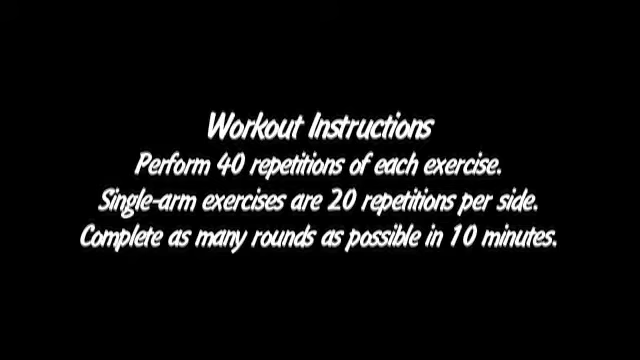 Workout Instructions
Perform 40 repetitions of each exercise.
Single-arm exercises are 20 repetitions per side.
Complete as many rounds as possible in 10 minutes.